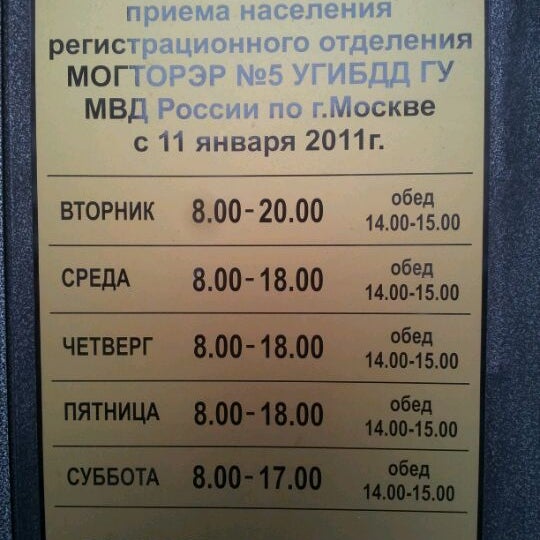 приема населения
регистрационного отделения
МОГТОРЭР №5 УГИБДД ГУ
МВД России по г.Москве
с 11 января 2011г.
ВТОРНИК 8.00-20.00 обед 14.00-15.00
СРЕДА 8.00-18.00 обед 14.00-15.00
ЧЕТВЕРГ 8.00-18.00 обед 14.00-15.00
ПЯТНИЦА 8.00-18.00 обед 14.00-15.00
СУББОТА 8.00-17.00 обед 14.00-15.00